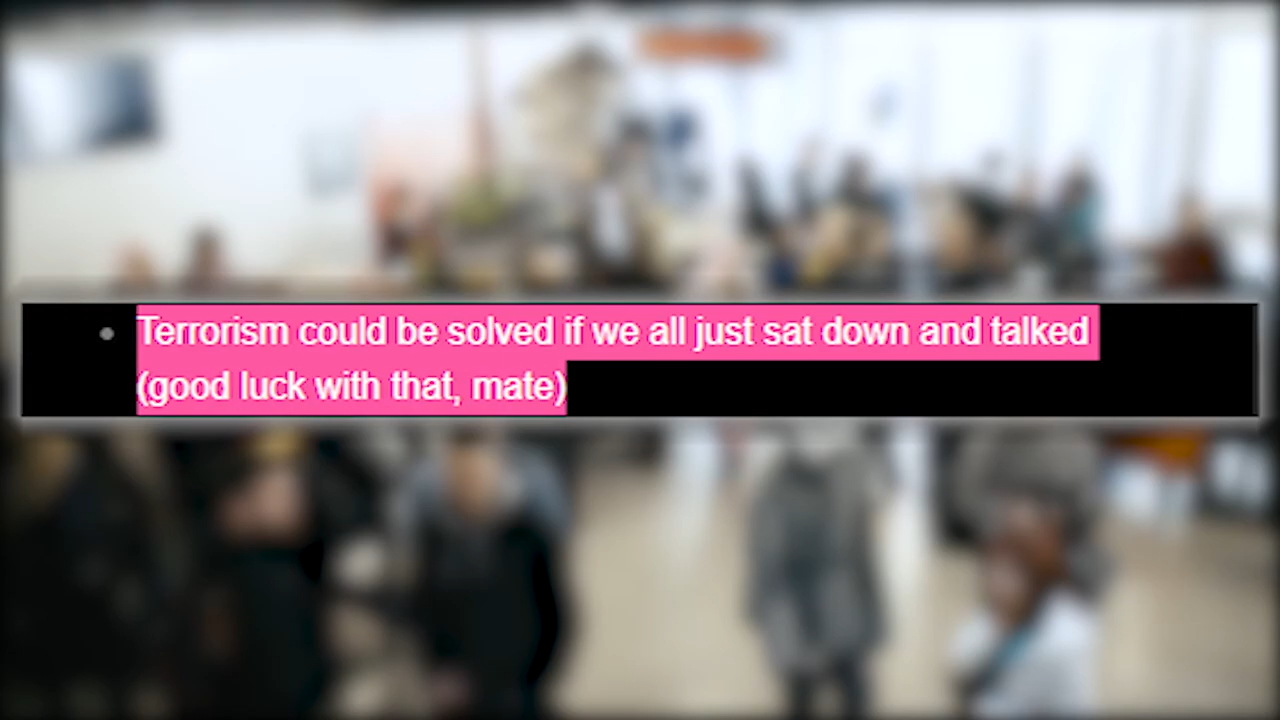 Terrorism could be solved if we all just sat down and talked
(good luck with that, mate)